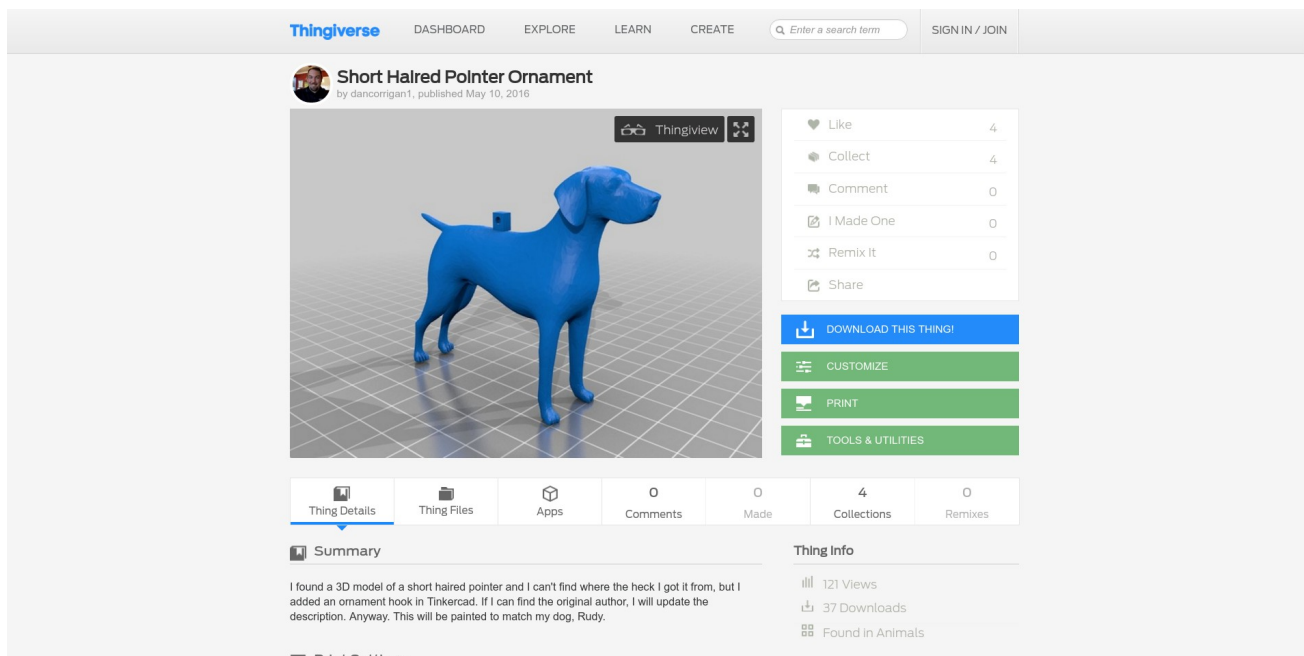 Thingiverse DASHBOARD EXPLORE LEARN CREATE Enter a search term SIGN IN / JOIN
Short Haired Pointer Ornament
by dancorrigan1, published May 10, 2016
Thingiview
Like 4
Collect 4
Comment 0
I Made One 0
Remix It 0
Share
DOWNLOAD THIS THING!
CUSTOMIZE
PRINT
TOOLS & UTILITIES
0 0 4 0
Thing Details Thing Files Apps Comments Made Collections Remixes
Summary
I found a 3D model of a short haired pointer and I can't find where the heck I got it from, but I
added an ornament hook in Tinkercad. If I can find the original author, I will update the
description. Anyway. This will be painted to match my dog, Rudy.
Thing Info
121 Views
37 Downloads
Found in Animals